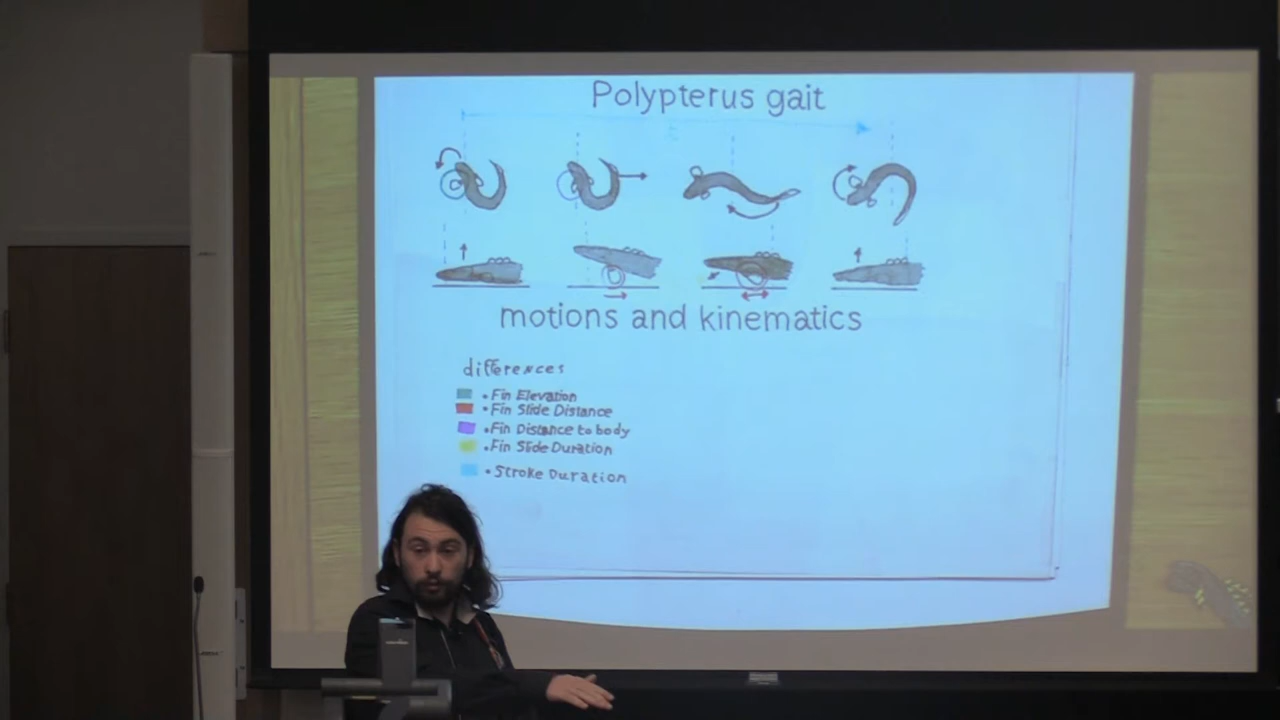 Polypterus gait
motions and kinematics
differences
• Fin Elevation
• Fin Slide Distance
• Fin Distance to body
• Fin Slide Duration
• Stroke Duration